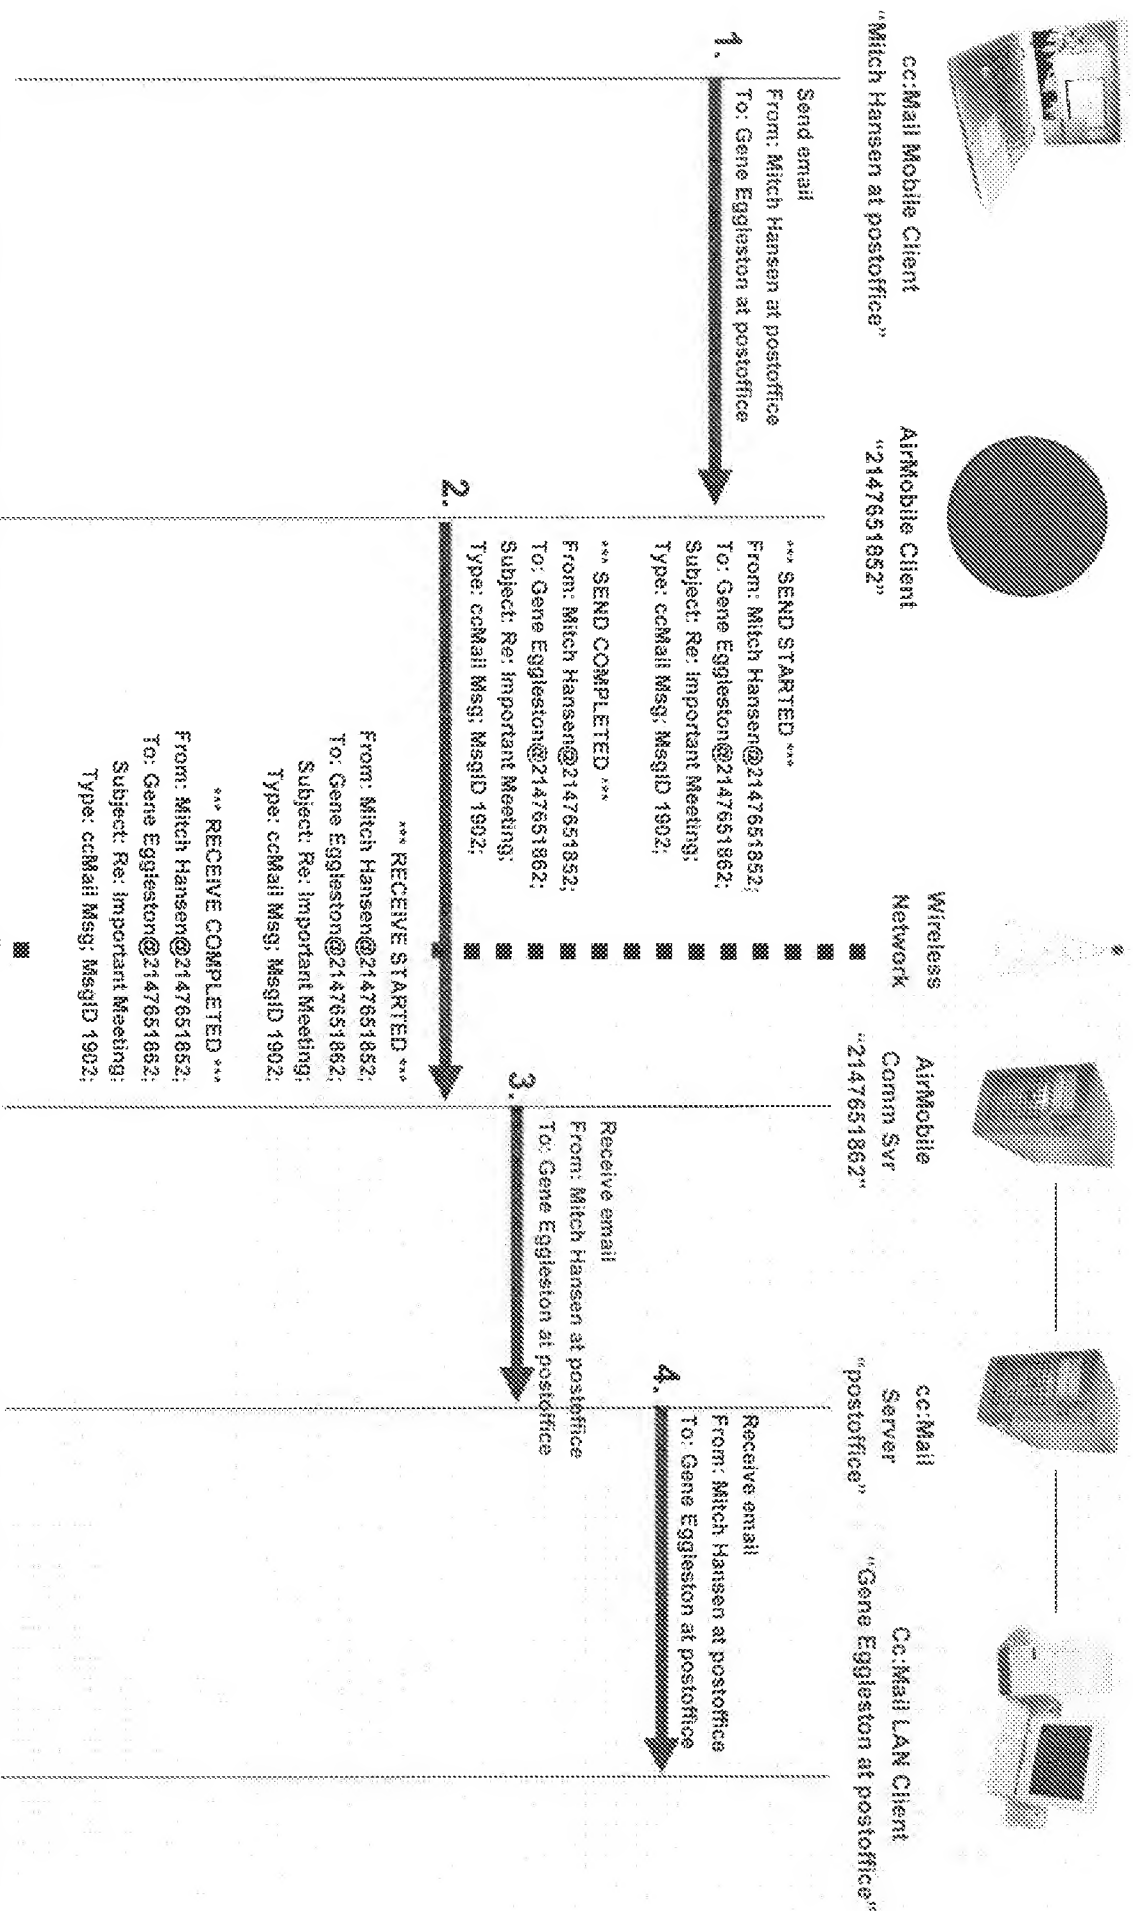 cc:Mail Mobile Client
"Mitch Hansen at postoffice"
AirMobile Client
"2147651852"
Wireless
Network
AirMobile
Comm Svr
"2147651862"
cc:Mail
Server
"postoffice"
Cc:Mail LAN Client
"Gene Eggleston at postoffice"
1.
Send email
From: Mitch Hansen at postoffice
To: Gene Eggleston at postoffice
*** SEND STARTED ***
From: Mitch Hansen@2147651852;
To: Gene Eggleston@2147651862;
Subject: Re: Important Meeting;
Type: ccMail Msg; MsgID 1902;
*** SEND COMPLETED ***
From: Mitch Hansen@2147651852;
To: Gene Eggleston@2147651862;
Subject: Re: Important Meeting;
Type: ccMail Msg; MsgID 1902;
2.
*** RECEIVE STARTED ***
From: Mitch Hansen@2147651852;
To: Gene Eggleston@2147651862;
Subject: Re: Important Meeting;
Type: ccMail Msg; MsgID 1902;
*** RECEIVE COMPLETED ***
From: Mitch Hansen@2147651852;
To: Gene Eggleston@2147651862;
Subject: Re: Important Meeting;
Type: ccMail Msg; MsgID 1902;
3.
Receive email
From: Mitch Hansen at postoffice
To: Gene Eggleston at postoffice
4.
Receive email
From: Mitch Hansen at postoffice
To: Gene Eggleston at postoffice